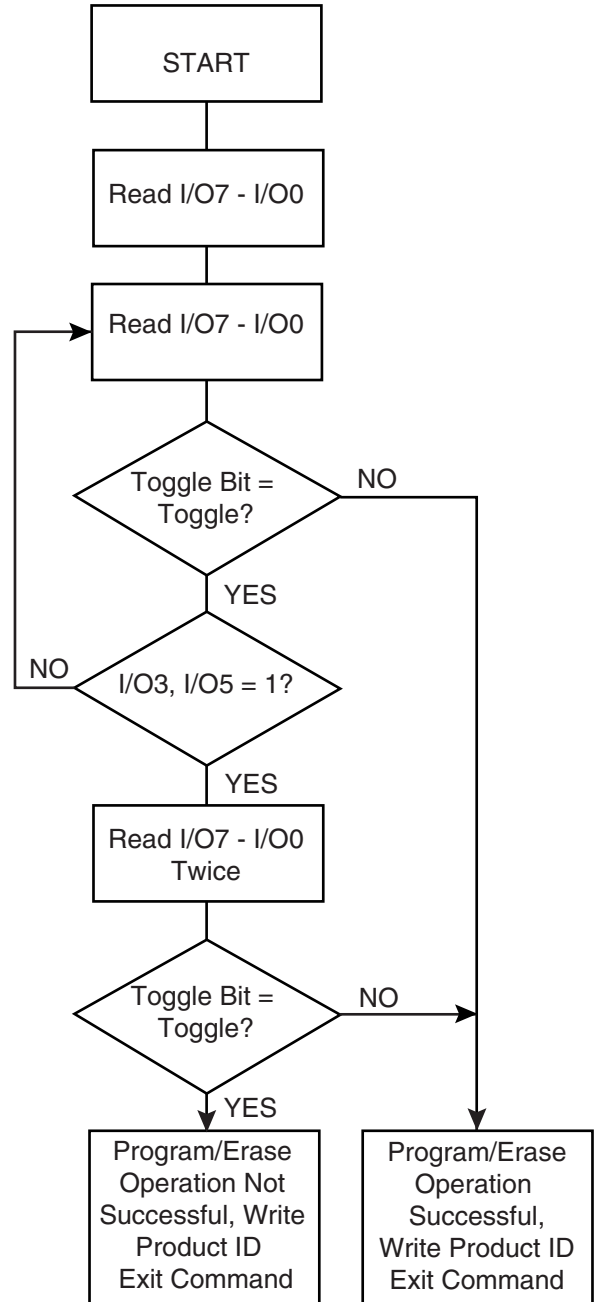 START
Read I/O7 - I/O0
Read I/O7 - I/O0
Toggle Bit =
Toggle?
NO
YES
I/O3, I/O5 = 1?
NO
YES
Read I/O7 - I/O0
Twice
Toggle Bit =
Toggle?
NO
YES
Program/Erase
Operation Not
Successful, Write
Product ID
Exit Command
Program/Erase
Operation
Successful,
Write Product ID
Exit Command